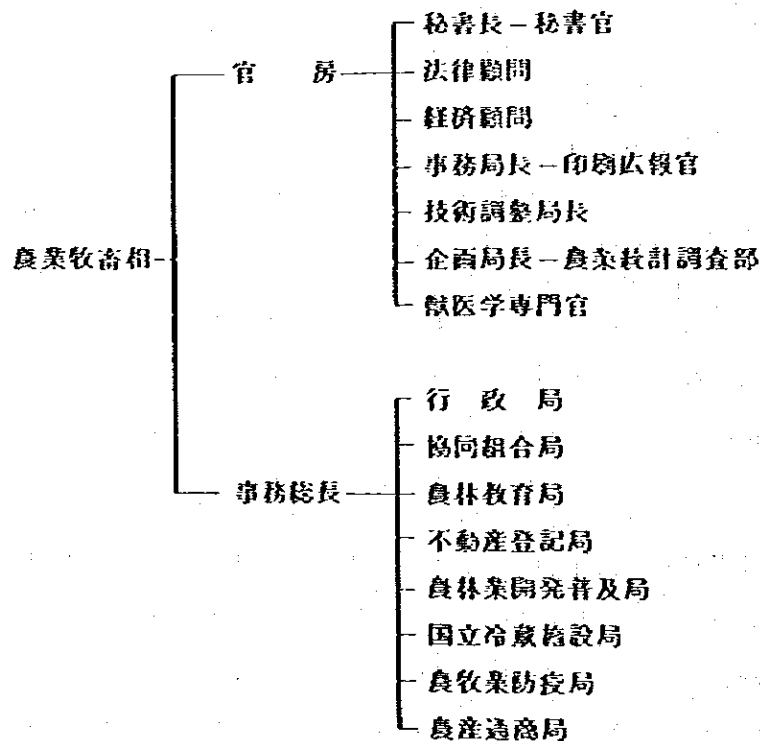 秘書長－秘書官
官　房
法律顧問
経済顧問
事務局長－印刷広報官
技術調整局長
農業牧畜相
企画局長－農業統計調査部
獣医学専門官
行　政　局
協同組合局
事務総長
農林教育局
不動産登記局
農林業開発普及局
国立冷蔵施設局
農牧業防疫局
農産通商局